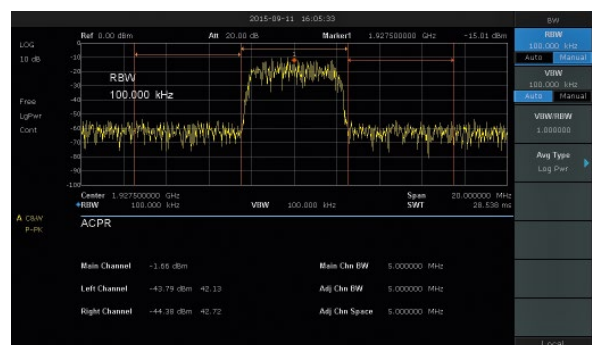 2015-09-11 16:05:33
BW
Ref 0.00 dBm Att 20.00 dB Marker1 1.927500000 GHz -15.01 dBm
LOG
10 dB
Free
LgPwr
Cont
A C&W
P-PK
0
-10
-20
-30
-40
-50
-60
-70
-80
-90
-100
1
RBW
100.000 kHz
Center 1.927500000 GHz Span 20.000000 MHz
RBW 100.000 kHz VBW 100.000 kHz SWT 28.538 ms
ACPR
Main Channel -1.66 dBm Main Chn BW 5.000000 MHz
Left Channel -43.79 dBm 42.13 Adj Chn BW 5.000000 MHz
Right Channel -44.38 dBm 42.72 Adj Chn Space 5.000000 MHz
RBW
100.000 kHz
Auto Manual
VBW
100.000 kHz
Auto Manual
VBW/RBW
1.000000
Avg Type
Log Pwr
Local